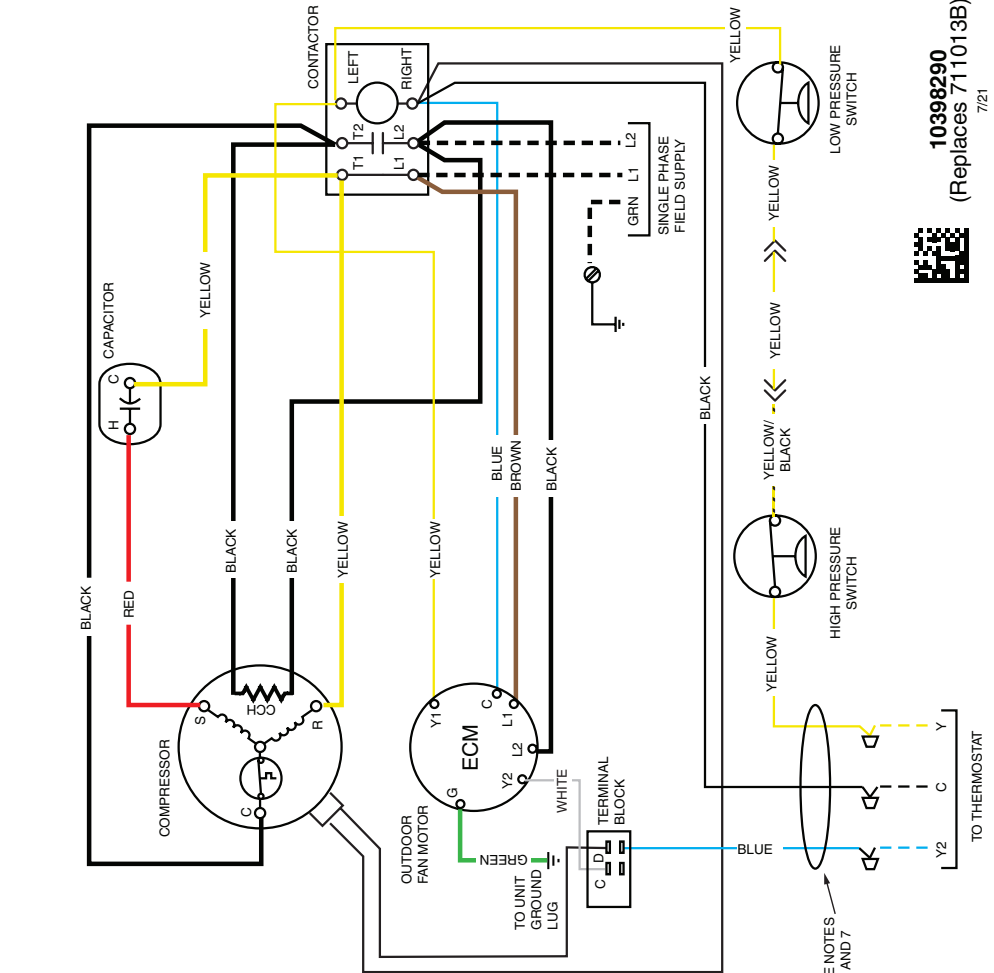 CONTACTOR
LEFT
RIGHT
T2
L2
T1
L1
YELLOW
LOW PRESSURE
SWITCH
10398290
(Replaces 711013B)
7/21
L2
L1
GRN
SINGLE PHASE
FIELD SUPPLY
YELLOW
YELLOW
CAPACITOR
C
H
YELLOW
BLACK
YELLOW/
BLACK
BLUE
BROWN
BLACK
BLACK
RED
BLACK
BLACK
YELLOW
YELLOW
HIGH PRESSURE
SWITCH
YELLOW
COMPRESSOR
S
CCH
R
C
Y1
C
L1
ECM
L2
Y2
G
OUTDOOR
FAN MOTOR
WHITE
TERMINAL
BLOCK
GREEN
TO UNIT
GROUND
LUG
D
C
BLUE
Y
C
Y2
TO THERMOSTAT
E NOTES
AND 7